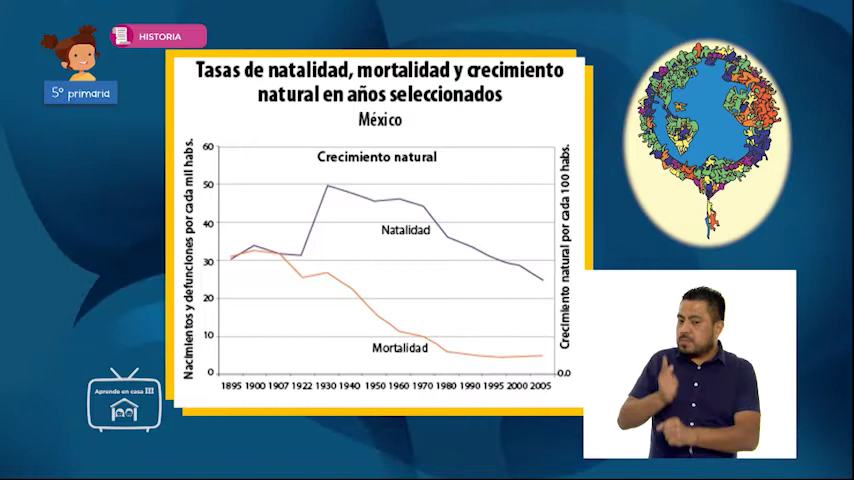 HISTORIA
5° primaria
Tasas de natalidad, mortalidad y crecimiento
natural en años seleccionados
México
Nacimientos y defunciones por cada mil habs.
60
50
40
30
20
10
0
Crecimiento natural
Natalidad
Mortalidad
Crecimiento natural por cada 100 habs.
0.0
1895 1900 1907 1922 1930 1940 1950 1960 1970 1980 1990 1995 2000 2005
Aprende en casa III